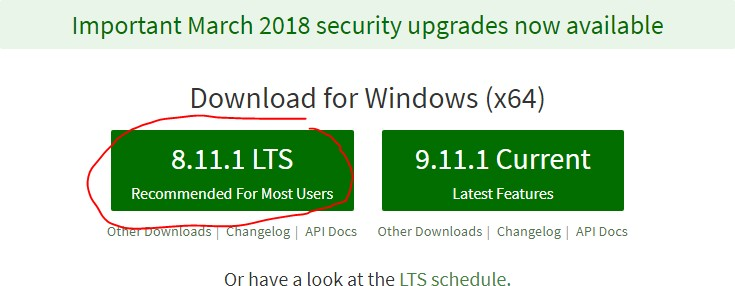 Important March 2018 security upgrades now available
Download for Windows (x64)
8.11.1 LTS
Recommended For Most Users
9.11.1 Current
Latest Features
Other Downloads | Changelog | API Docs
Other Downloads | Changelog | API Docs
Or have a look at the LTS schedule.